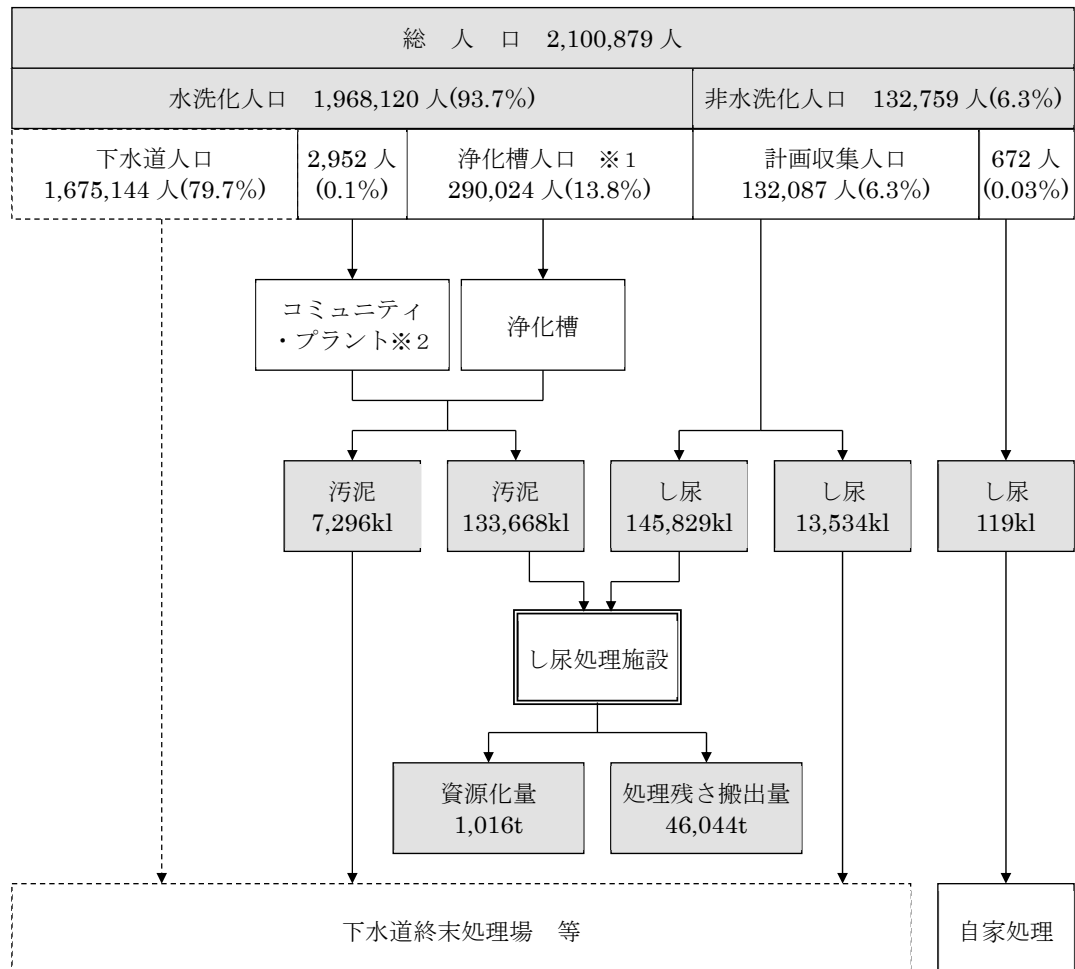 総 人 口 2,100,879 人
水洗化人口 1,968,120 人(93.7%)
非水洗化人口 132,759 人(6.3%)
下水道人口
1,675,144 人(79.7%)
2,952 人
(0.1%)
浄化槽人口 ※1
290,024 人(13.8%)
計画収集人口
132,087 人(6.3%)
672 人
(0.03%)
コミュニティ
・プラント※2
浄化槽
汚泥
7,296kl
汚泥
133,668kl
し尿
145,829kl
し尿
13,534kl
し尿
119kl
し尿処理施設
資源化量
1,016t
処理残さ搬出量
46,044t
下水道終末処理場 等
自家処理